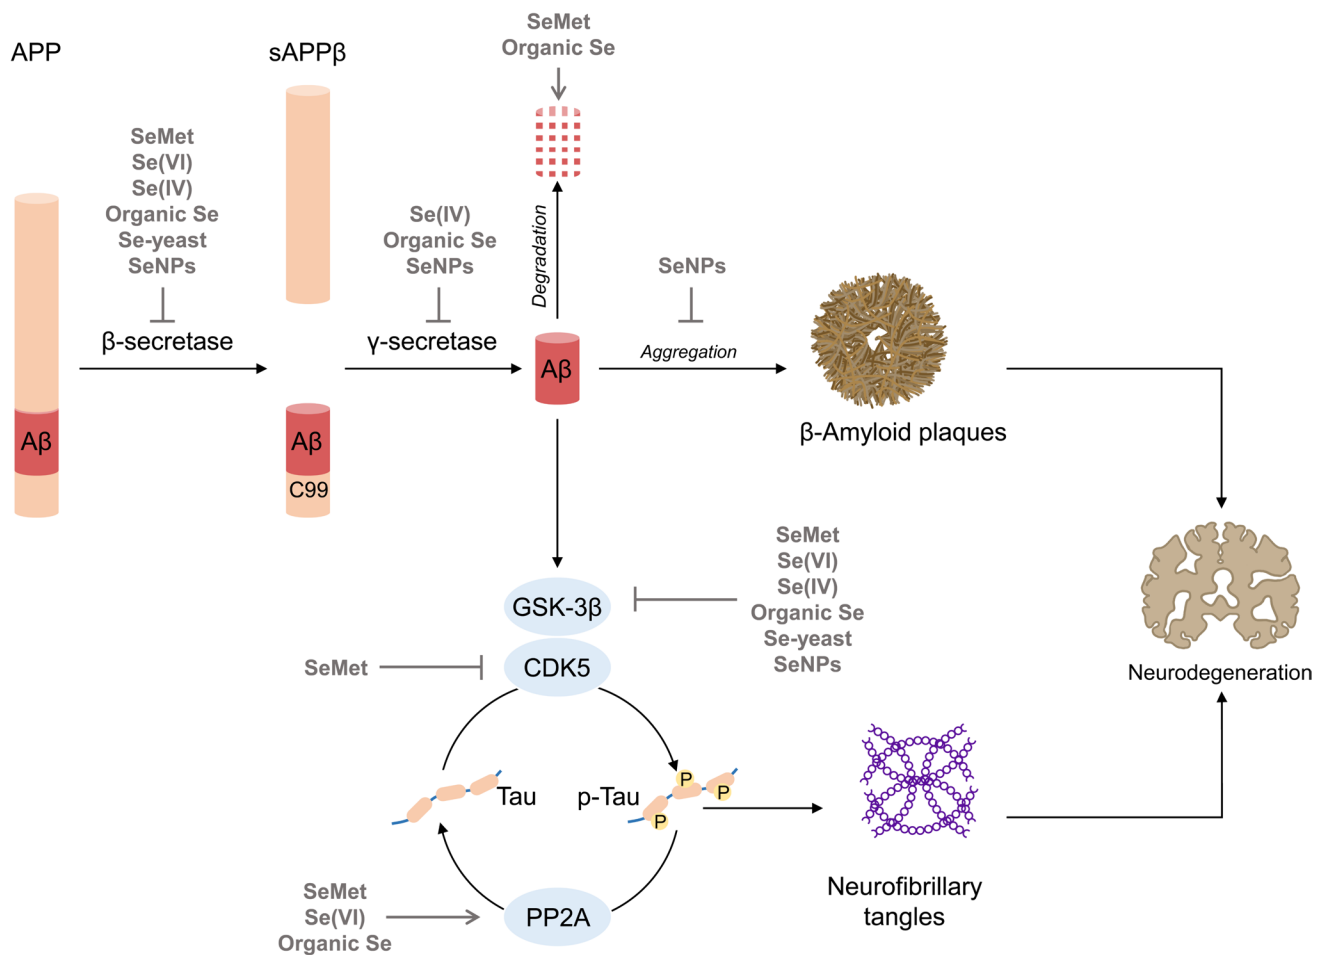 SeMet
Organic Se
APP
sAPPβ
SeMet
Se(VI)
Se(IV)
Organic Se
Se-yeast
SeNPs
β-secretase
Se(IV)
Organic Se
SeNPs
γ-secretase
Degradation
SeNPs
Aggregation
Aβ
Aβ
Aβ
C99
β-Amyloid plaques
SeMet
Se(VI)
Se(IV)
Organic Se
Se-yeast
SeNPs
GSK-3β
SeMet
CDK5
Neurodegeneration
Tau
p-Tau
P
P
P
SeMet
Se(VI)
Organic Se
PP2A
Neurofibrillary
tangles